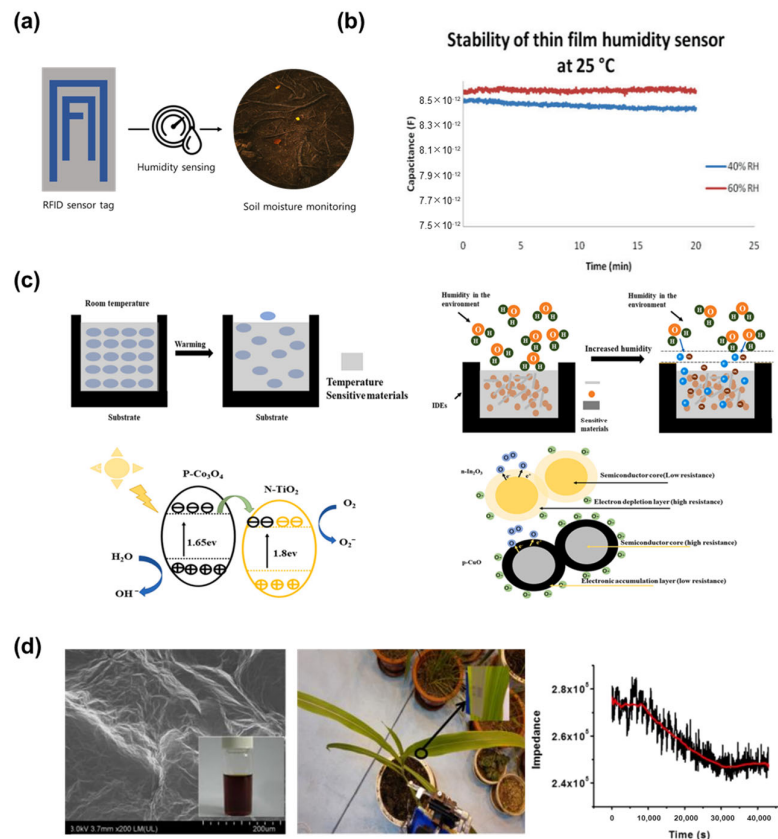 (a)
RFID sensor tag
Humidity sensing
Soil moisture monitoring
(b)
Stability of thin film humidity sensor
at 25 °C
Capacitance (F)
8.5×10⁻¹²
8.3×10⁻¹²
8.1×10⁻¹²
7.9×10⁻¹²
7.7×10⁻¹²
7.5×10⁻¹²
0 5 10 15 20 25
Time (min)
40% RH
60% RH
(c)
Room temperature
Warming
Substrate
Substrate
Temperature
Sensitive materials
Humidity in the
environment
Increased humidity
Humidity in the
environment
IDEs
Sensitive
materials
P-Co₃O₄
N-TiO₂
1.65ev
1.8ev
H₂O
OH⁻
O₂
O₂⁻
n-In₂O₃
Semiconductor core(Low resistance)
Electron depletion layer (high resistance)
Semiconductor core (high resistance)
p-CuO
Electronic accumulation layer (low resistance)
(d)
3.0kV 3.7mm x200 LM(UL)
200um
Impedance
2.8x10⁵
2.6x10⁵
2.4x10⁵
0 10,000 20,000 30,000 40,000
Time (s)